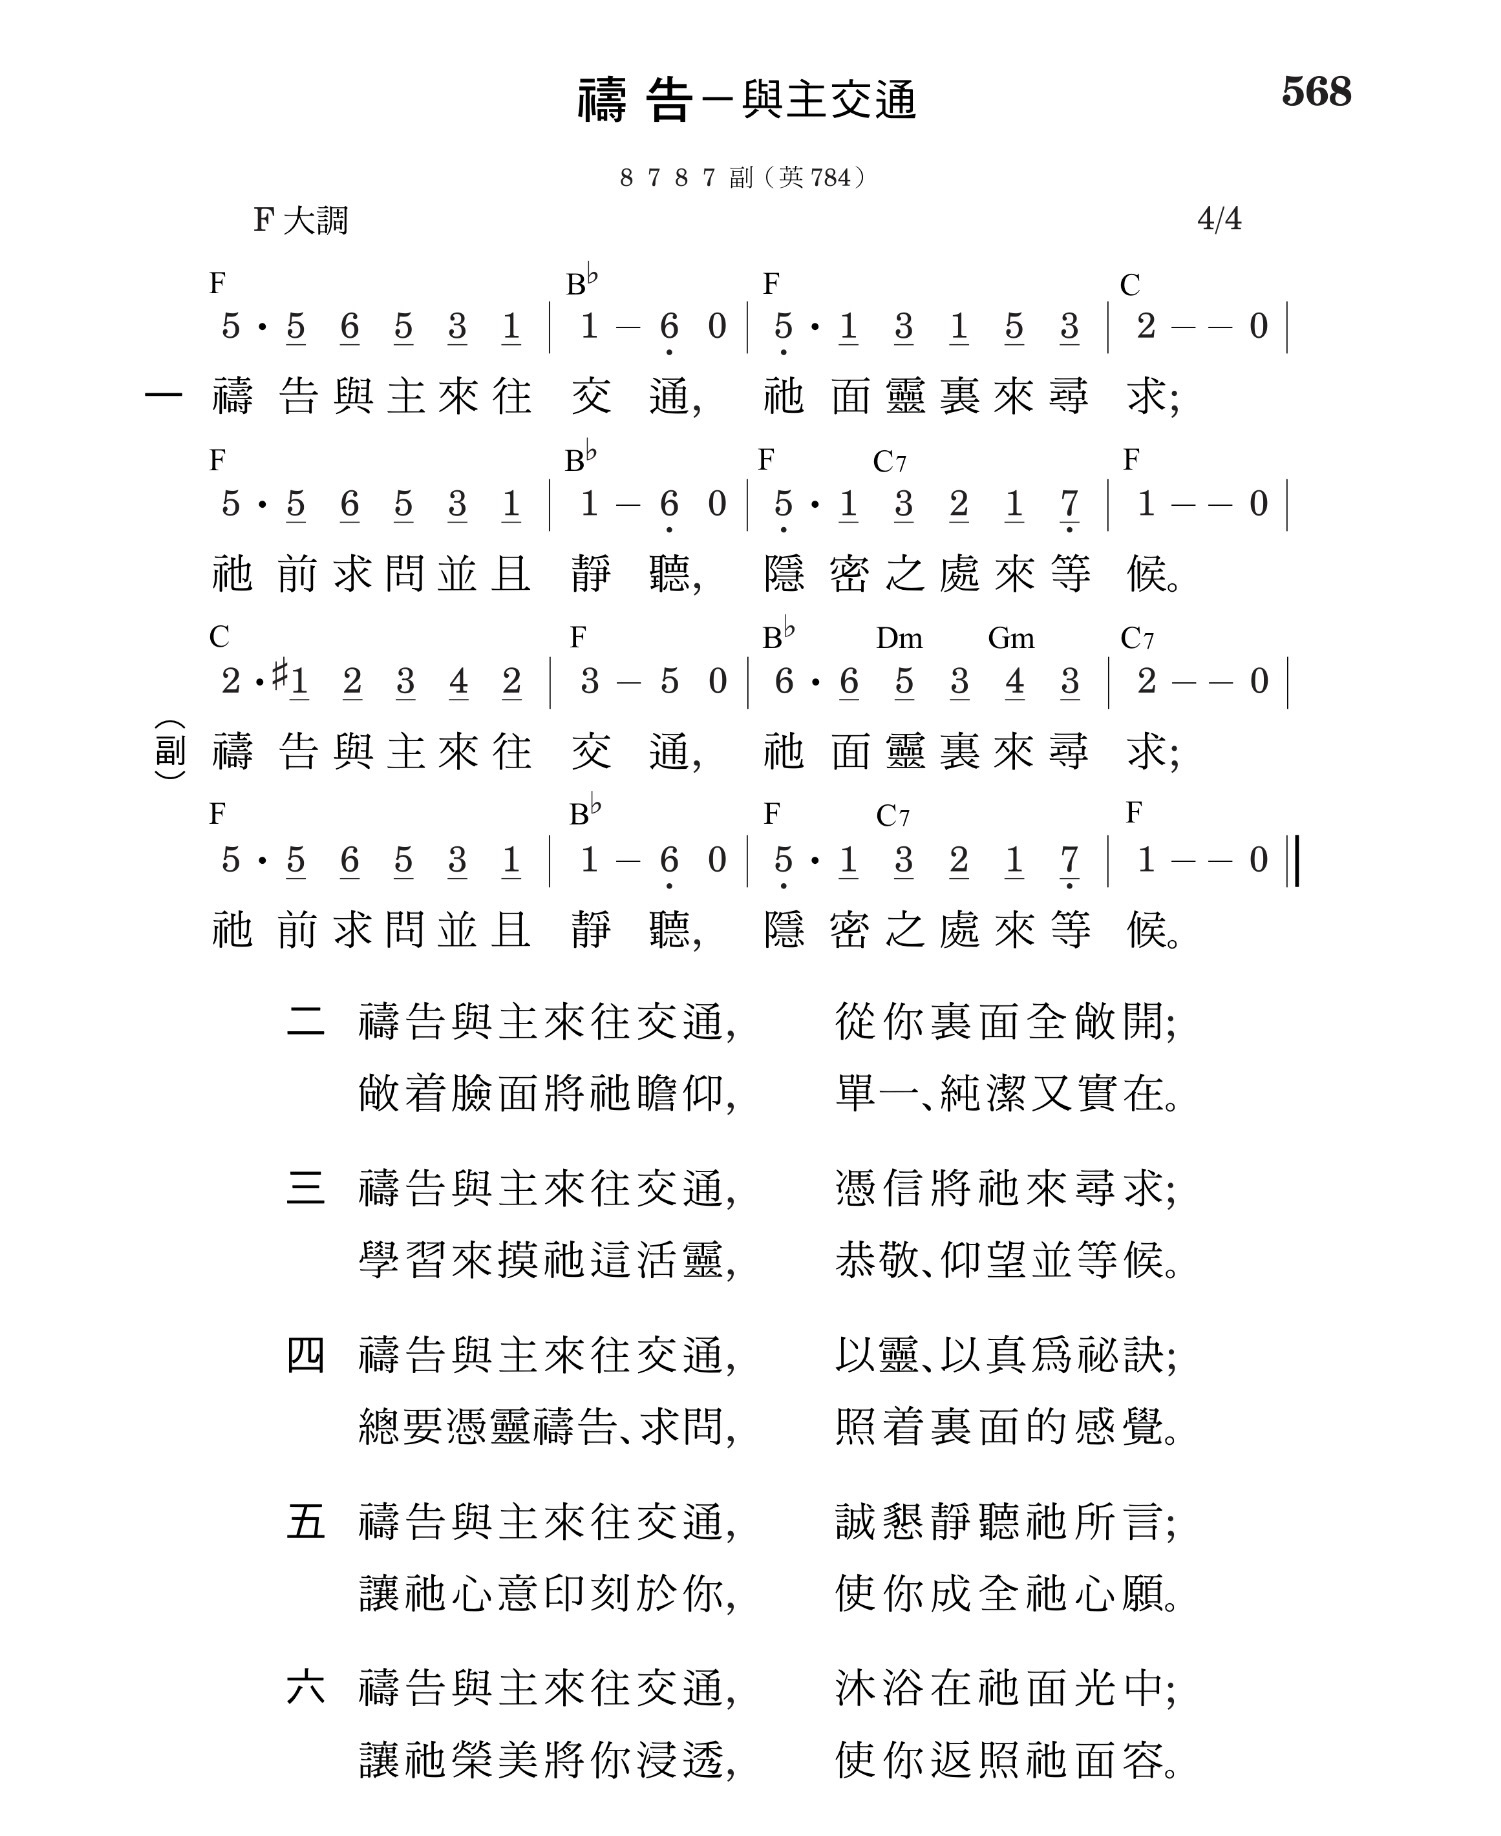 禱 告－與主交通
568
8 7 8 7 副（英 784）
F 大調 4/4
F B♭ F C
5 · 5 6 5 3 1 | 1 － 6 0 | 5 · 1 3 1 5 3 | 2 － － 0 |
一 禱告與主來往交通， 祂面靈裏來尋求；
F B♭ F C7 F
5 · 5 6 5 3 1 | 1 － 6 0 | 5 · 1 3 2 1 7 | 1 － － 0 |
祂前求問並且靜聽， 隱密之處來等候。
C F B♭ Dm Gm C7
2 · ♯1 2 3 4 2 | 3 － 5 0 | 6 · 6 5 3 4 3 | 2 － － 0 |
（副） 禱告與主來往交通， 祂面靈裏來尋求；
F B♭ F C7 F
5 · 5 6 5 3 1 | 1 － 6 0 | 5 · 1 3 2 1 7 | 1 － － 0 ‖
祂前求問並且靜聽， 隱密之處來等候。
二 禱告與主來往交通， 從你裏面全敞開；
敞着臉面將祂瞻仰， 單一、純潔又實在。
三 禱告與主來往交通， 憑信將祂來尋求；
學習來摸祂這活靈， 恭敬、仰望並等候。
四 禱告與主來往交通， 以靈、以真爲祕訣；
總要憑靈禱告、求問， 照着裏面的感覺。
五 禱告與主來往交通， 誠懇靜聽祂所言；
讓祂心意印刻於你， 使你成全祂心願。
六 禱告與主來往交通， 沐浴在祂面光中；
讓祂榮美將你浸透， 使你返照祂面容。